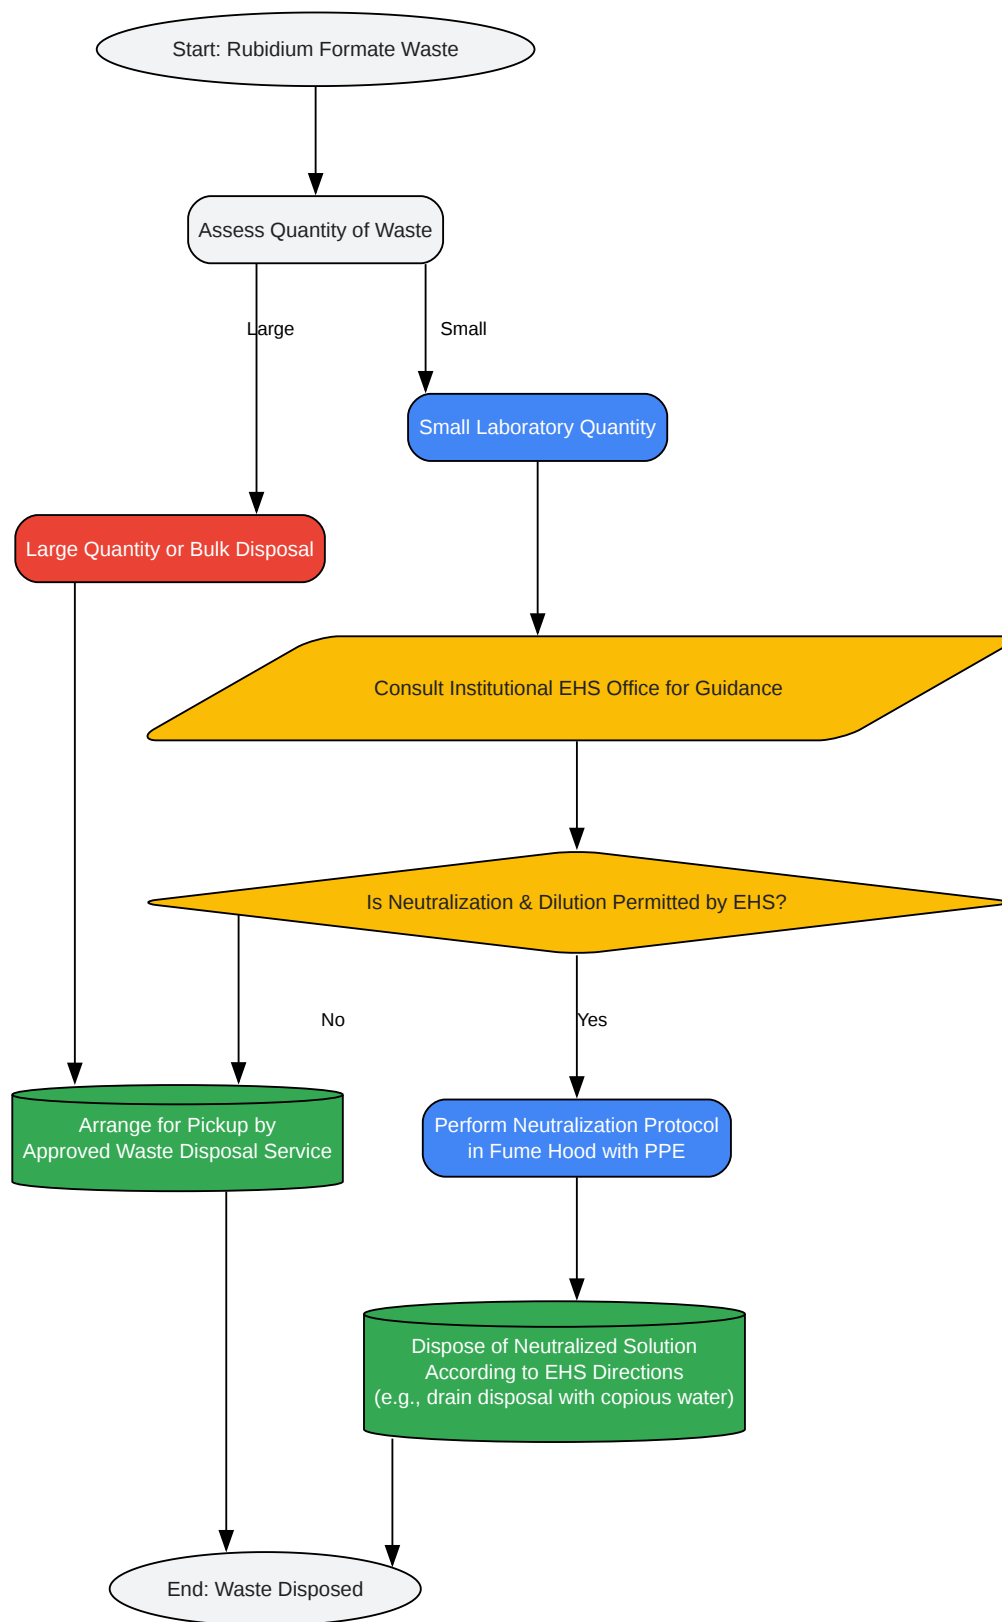 Start: Rubidium Formate Waste
Assess Quantity of Waste
Large
Small
Small Laboratory Quantity
Large Quantity or Bulk Disposal
Consult Institutional EHS Office for Guidance
Is Neutralization & Dilution Permitted by EHS?
No
Yes
Arrange for Pickup by
Approved Waste Disposal Service
Perform Neutralization Protocol
in Fume Hood with PPE
Dispose of Neutralized Solution
According to EHS Directions
(e.g., drain disposal with copious water)
End: Waste Disposed